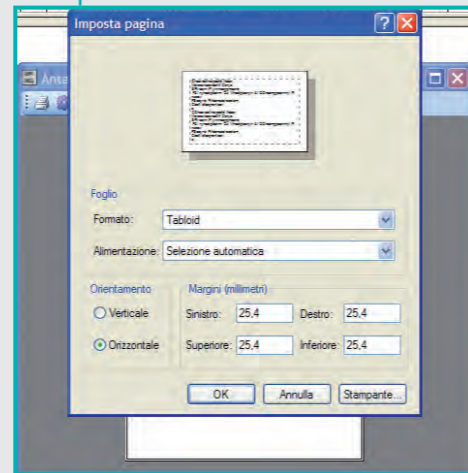 Imposta pagina
Ante
Foglio
Formato: Tabloid
Alimentazione: Selezione automatica
Orientamento
Verticale
Orizzontale
Margini (millimetri)
Sinistro: 25,4 Destro: 25,4
Superiore: 25,4 Inferiore: 25,4
OK Annulla Stampante...